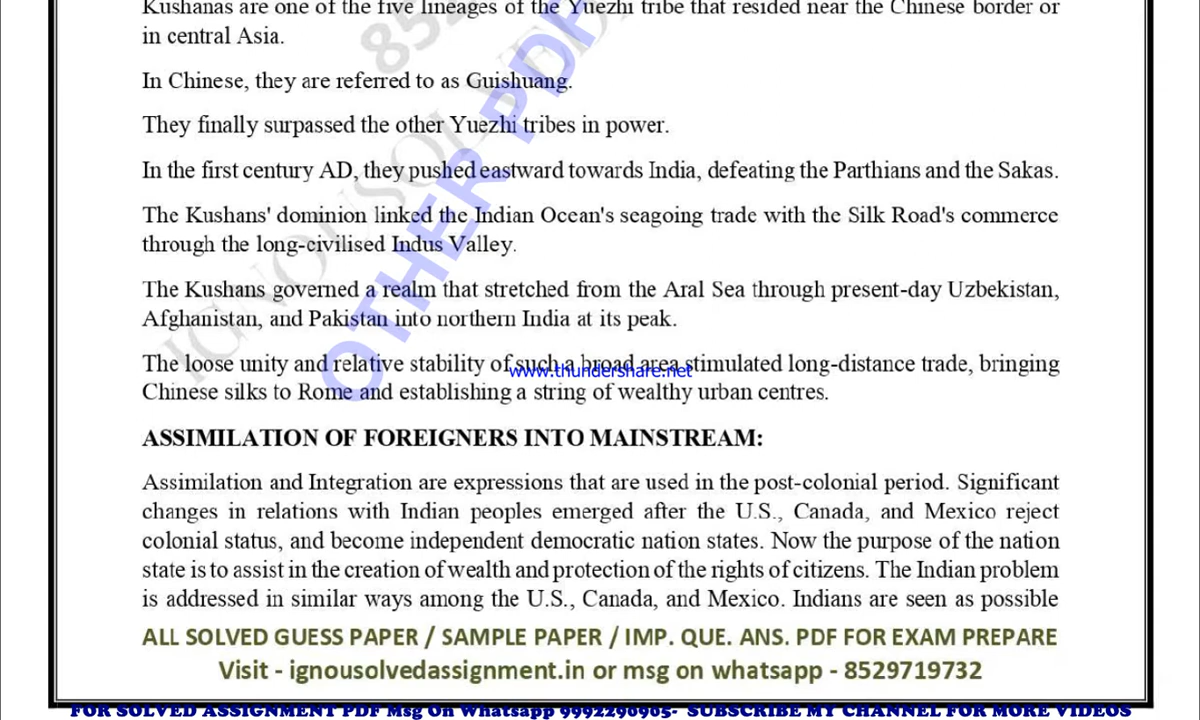 Kushanas are one of the five lineages of the Yuezhi tribe that resided near the Chinese border or
in central Asia.
In Chinese, they are referred to as Guishuang.
They finally surpassed the other Yuezhi tribes in power.
In the first century AD, they pushed eastward towards India, defeating the Parthians and the Sakas.
The Kushans' dominion linked the Indian Ocean's seagoing trade with the Silk Road's commerce
through the long-civilised Indus Valley.
The Kushans governed a realm that stretched from the Aral Sea through present-day Uzbekistan,
Afghanistan, and Pakistan into northern India at its peak.
The loose unity and relative stability of such a broad area stimulated long-distance trade, bringing
www.thundershare.net
Chinese silks to Rome and establishing a string of wealthy urban centres.
ASSIMILATION OF FOREIGNERS INTO MAINSTREAM:
Assimilation and Integration are expressions that are used in the post-colonial period. Significant
changes in relations with Indian peoples emerged after the U.S., Canada, and Mexico reject
colonial status, and become independent democratic nation states. Now the purpose of the nation
state is to assist in the creation of wealth and protection of the rights of citizens. The Indian problem
is addressed in similar ways among the U.S., Canada, and Mexico. Indians are seen as possible
OTHER PDF
ALL SOLVED GUESS PAPER / SAMPLE PAPER / IMP. QUE. ANS. PDF FOR EXAM PREPARE
Visit - ignousolvedassignment.in or msg on whatsapp - 8529719732
FOR SOLVED ASSIGNMENT PDF Msg On Whatsapp 9992290905- SUBSCRIBE MY CHANNEL FOR MORE VIDEOS